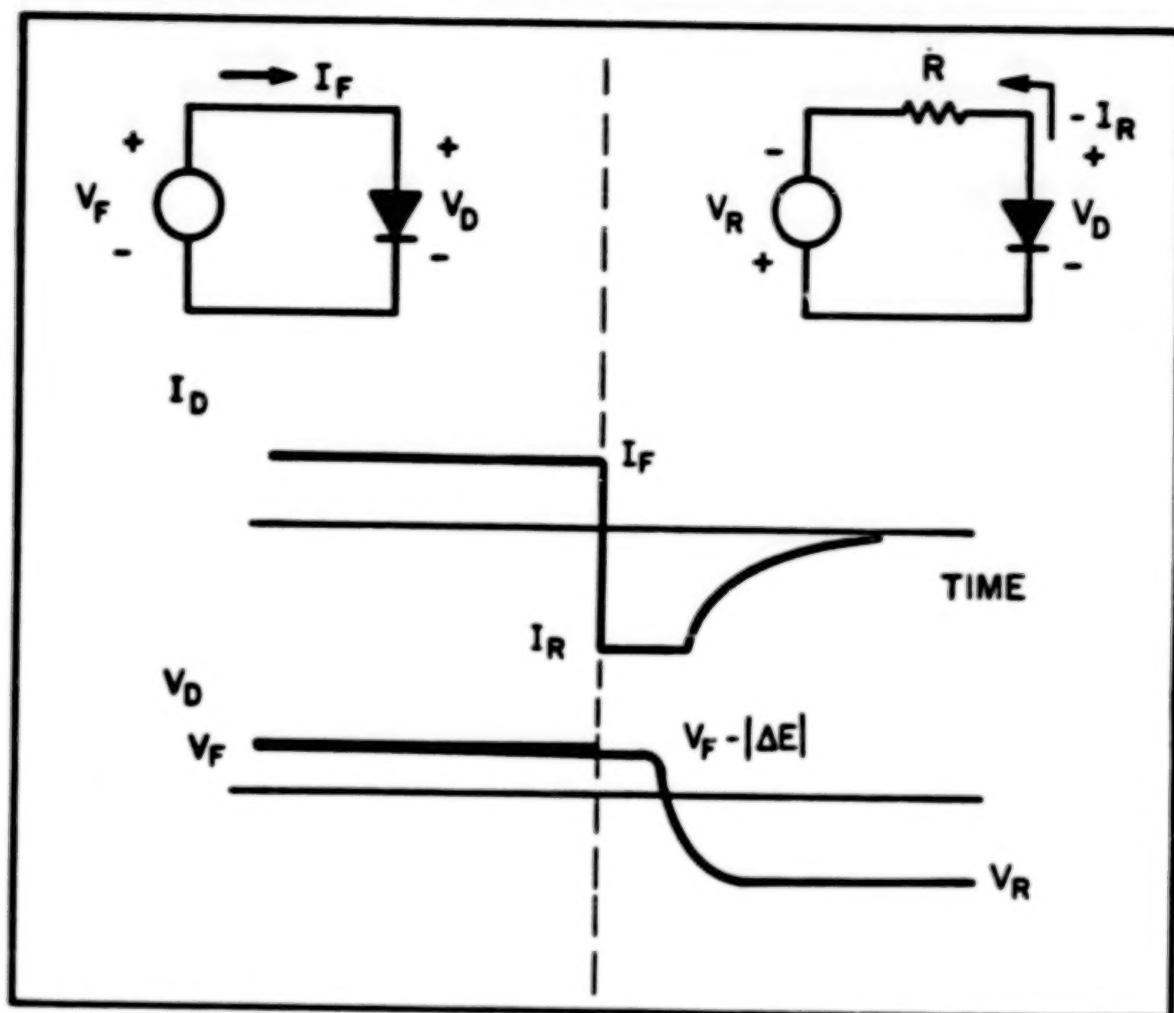 I_F
+
V_F
-
+
V_D
-
R
- I_R
-
V_R
+
+
V_D
-
I_D
I_F
TIME
I_R
V_D
V_F
V_F -|ΔE|
V_R